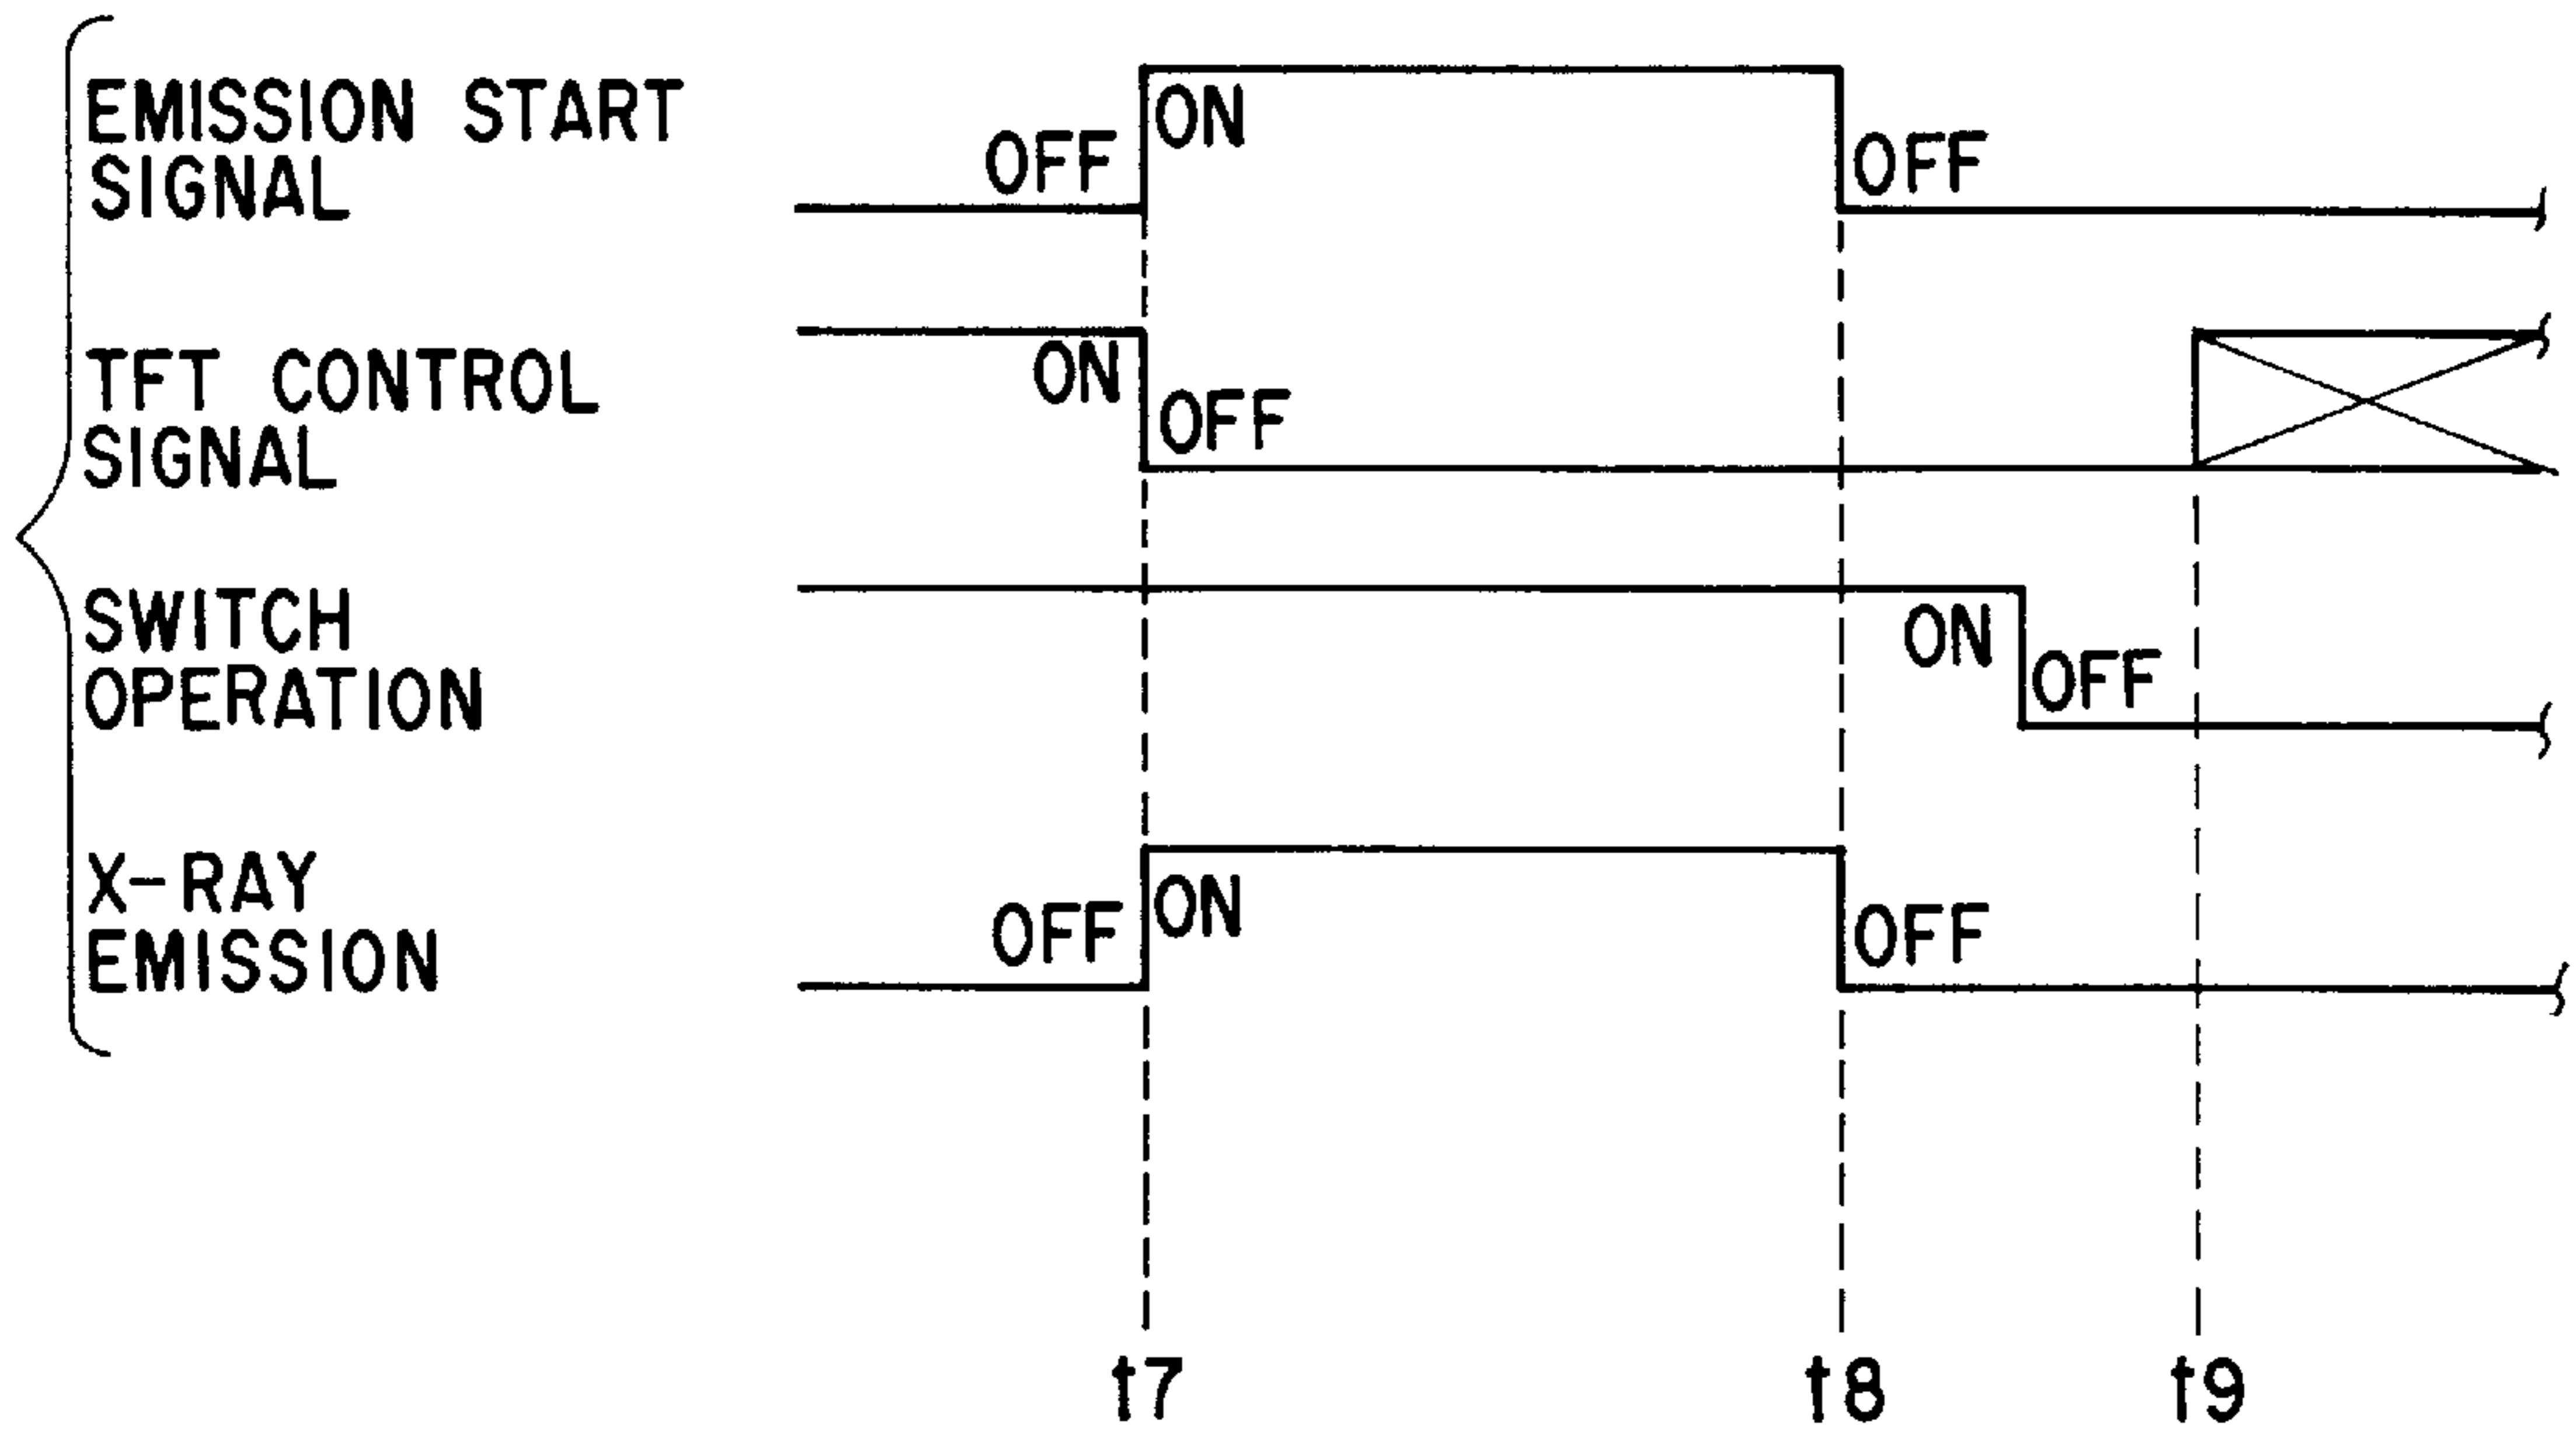 EMISSION START
SIGNAL
OFF
ON
OFF
TFT CONTROL
SIGNAL
ON
OFF
SWITCH
OPERATION
ON
OFF
X-RAY
EMISSION
OFF
ON
OFF
t7
t8
t9